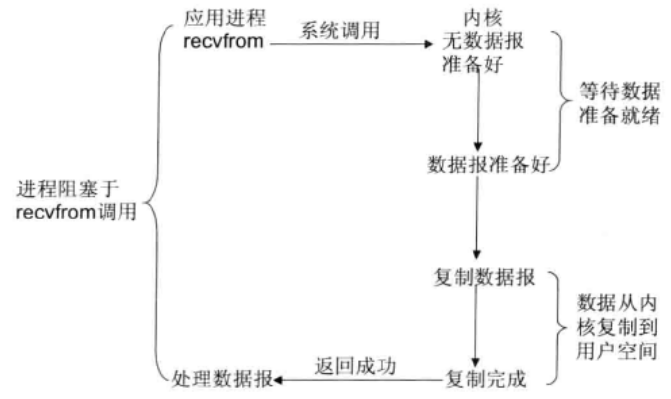 应用进程
recvfrom
系统调用
内核
无数据报
准备好
等待数据
准备就绪
数据报准备好
进程阻塞于
recvfrom调用
复制数据报
数据从内
核复制到
用户空间
处理数据报
返回成功
复制完成